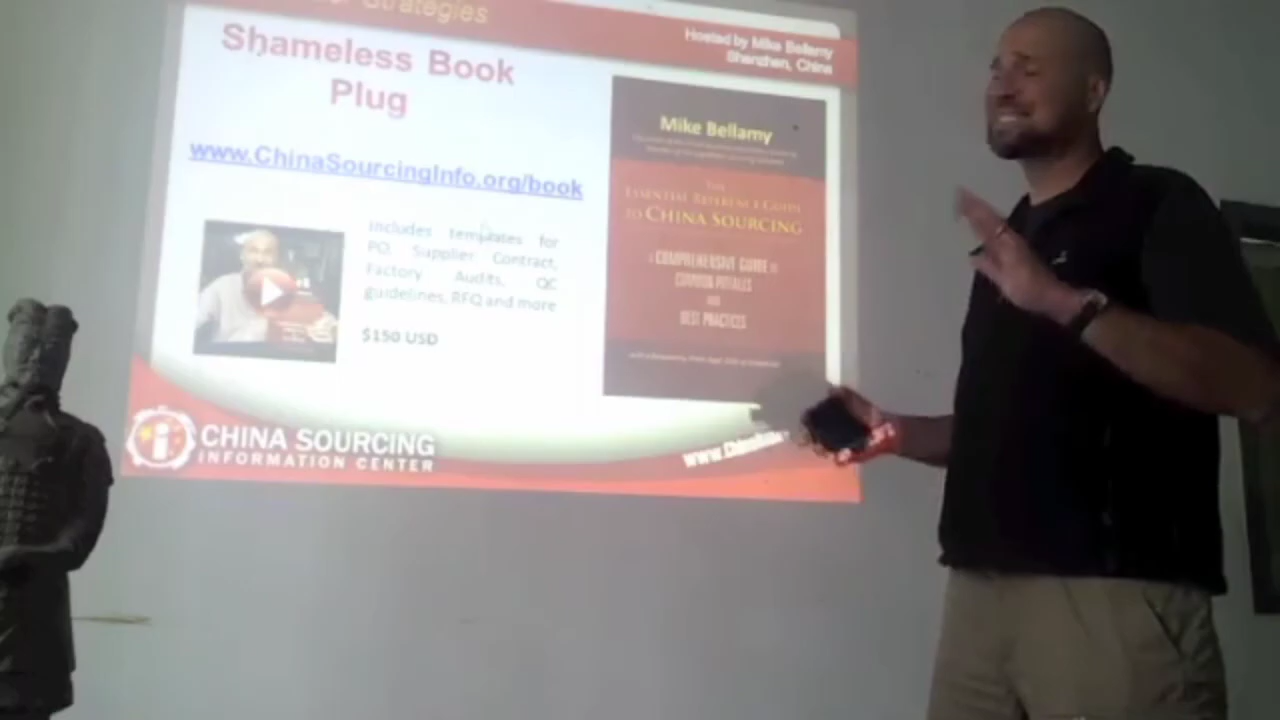 Strategies
Hosted by Mike Bellamy
Shenzhen, China
Shameless Book
Plug
www.ChinaSourcingInfo.org/book
Includes templates for
PO, Supplier Contract,
Factory Audits, QC
guidelines, RFQ and more
$150 USD
Mike Bellamy
THE
ESSENTIAL REFERENCE GUIDE
TO CHINA SOURCING
A COMPREHENSIVE GUIDE TO
COMMON PITFALLS
AND
BEST PRACTICES
CHINA SOURCING
INFORMATION CENTER